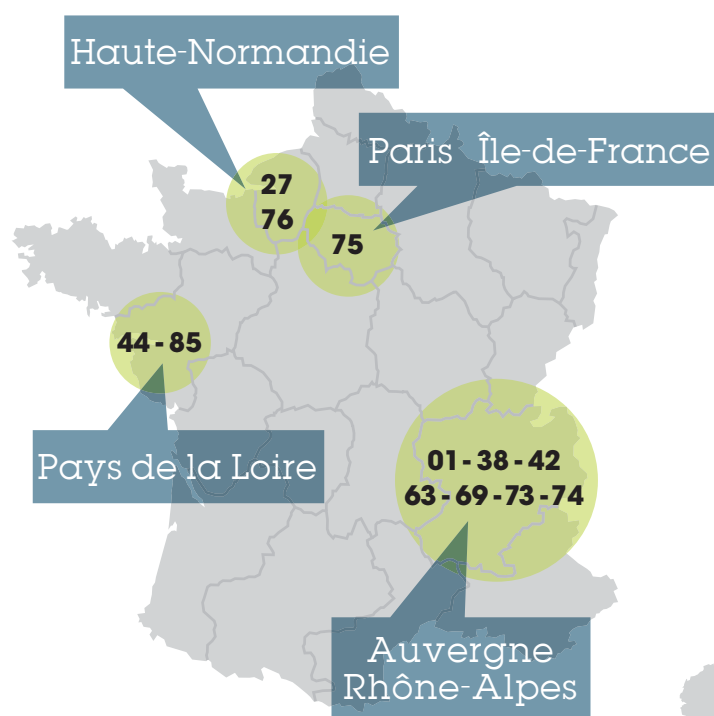 Haute-Normandie
Paris Île-de-France
27
76
75
44 - 85
Pays de la Loire
01 - 38 - 42
63 - 69 - 73 - 74
Auvergne
Rhône-Alpes